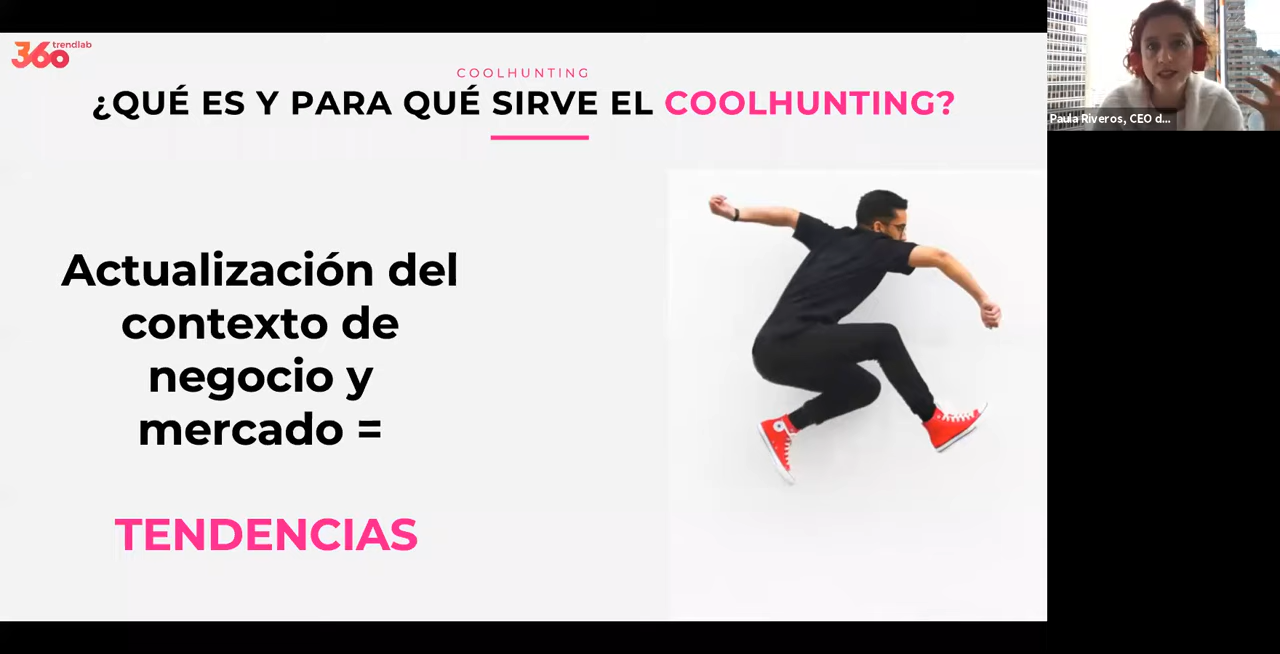 360 trendlab
COOLHUNTING
¿QUÉ ES Y PARA QUÉ SIRVE EL COOLHUNTING?
Actualización del
contexto de
negocio y
mercado =
TENDENCIAS
Paula Riveros, CEO d...